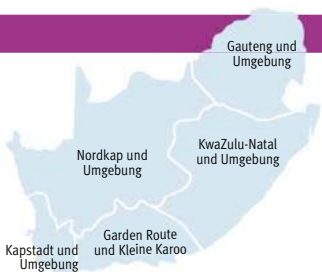 Gauteng und
Umgebung
KwaZulu-Natal
und Umgebung
Nordkap und
Umgebung
Garden Route
und Kleine Karoo
Kapstadt und
Umgebung